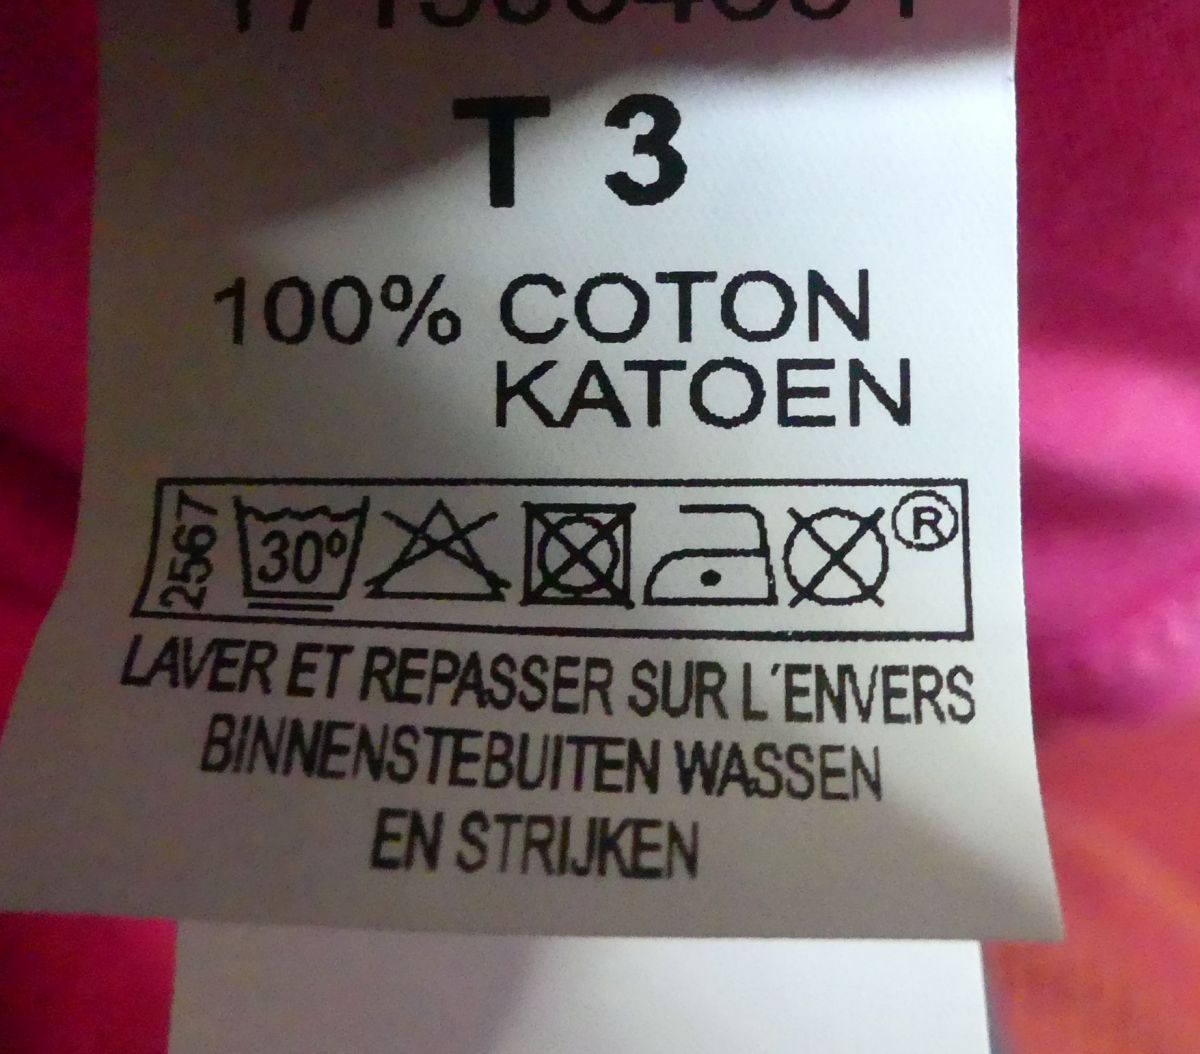 T 3
100% COTON
KATOEN
2567 30° ®
LAVER ET REPASSER SUR L'ENVERS
BINNENSTEBUITEN WASSEN
EN STRIJKEN